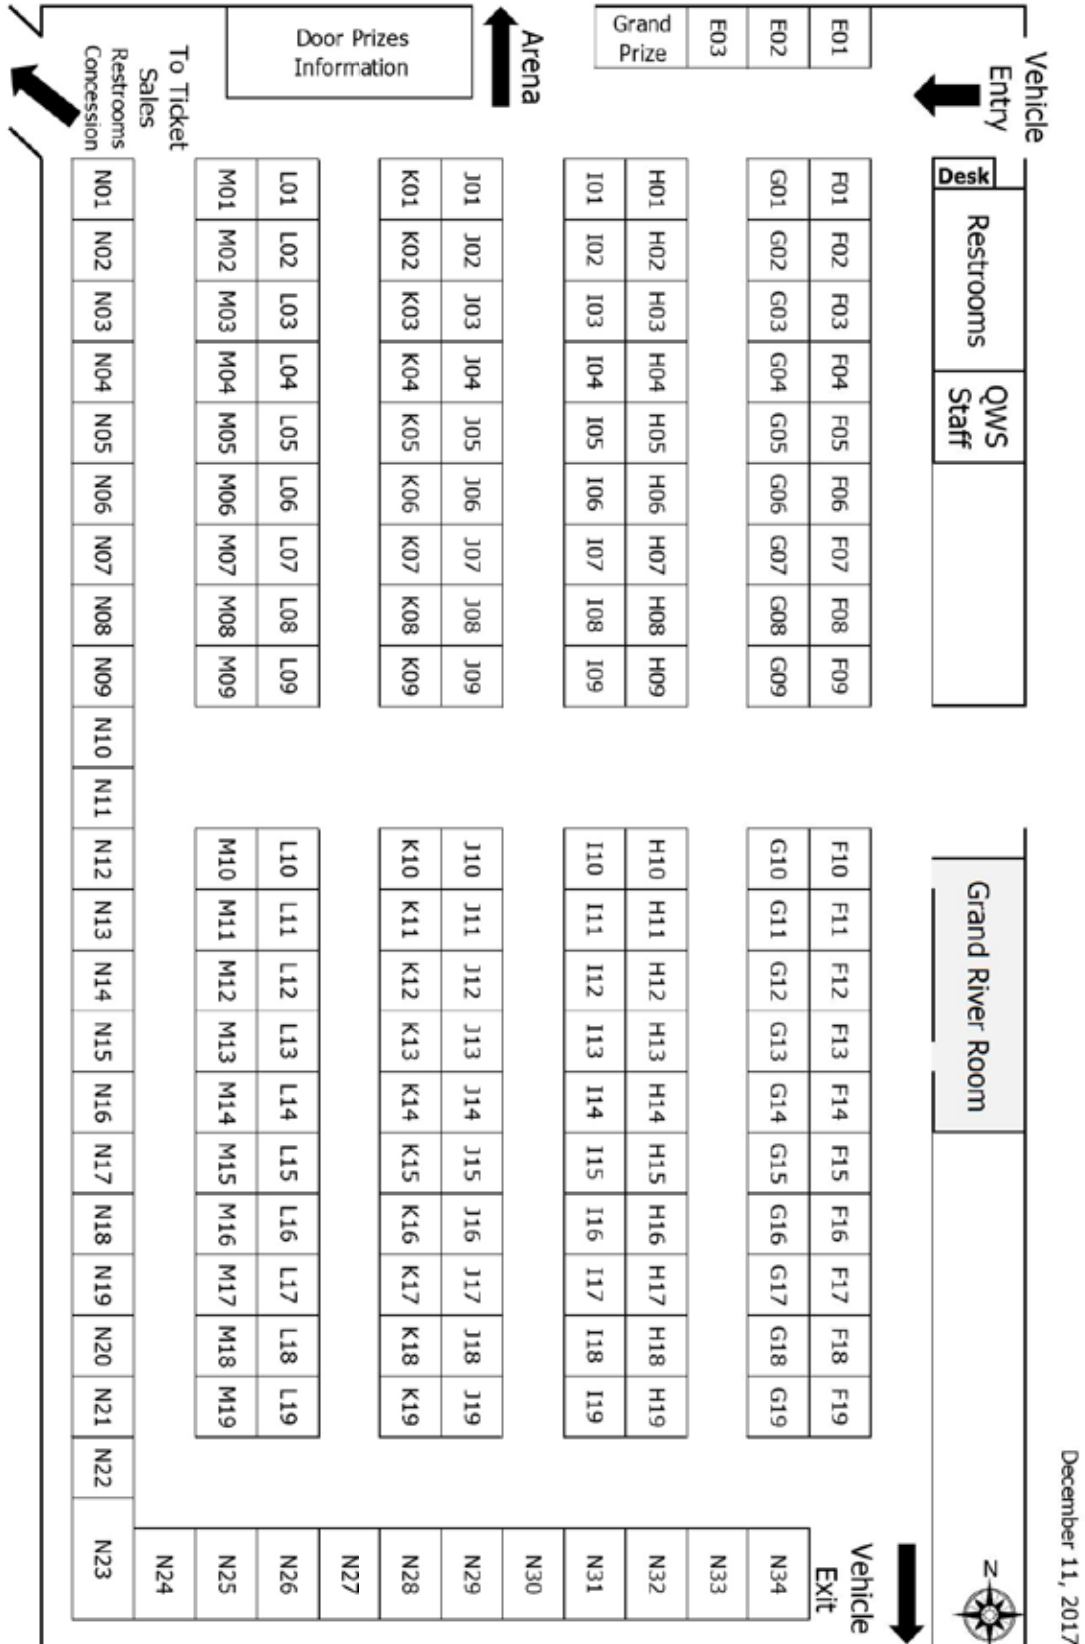 December 11, 2017
Vehicle
Entry
Desk
Restrooms
QWS
Staff
Grand River Room
N
E01
E02
E03
Grand
Prize
Vehicle
Exit
F01 F02 F03 F04 F05 F06 F07 F08 F09 F10 F11 F12 F13 F14 F15 F16 F17 F18 F19
G01 G02 G03 G04 G05 G06 G07 G08 G09 G10 G11 G12 G13 G14 G15 G16 G17 G18 G19
H01 H02 H03 H04 H05 H06 H07 H08 H09 H10 H11 H12 H13 H14 H15 H16 H17 H18 H19
I01 I02 I03 I04 I05 I06 I07 I08 I09 I10 I11 I12 I13 I14 I15 I16 I17 I18 I19
Arena
J01 J02 J03 J04 J05 J06 J07 J08 J09 J10 J11 J12 J13 J14 J15 J16 J17 J18 J19
K01 K02 K03 K04 K05 K06 K07 K08 K09 K10 K11 K12 K13 K14 K15 K16 K17 K18 K19
Door Prizes
Information
L01 L02 L03 L04 L05 L06 L07 L08 L09 L10 L11 L12 L13 L14 L15 L16 L17 L18 L19
M01 M02 M03 M04 M05 M06 M07 M08 M09 M10 M11 M12 M13 M14 M15 M16 M17 M18 M19
To Ticket
Sales
Restrooms
Concession
N01 N02 N03 N04 N05 N06 N07 N08 N09 N10 N11 N12 N13 N14 N15 N16 N17 N18 N19 N20 N21 N22 N23
N24
N25
N26
N27
N28
N29
N30
N31
N32
N33
N34